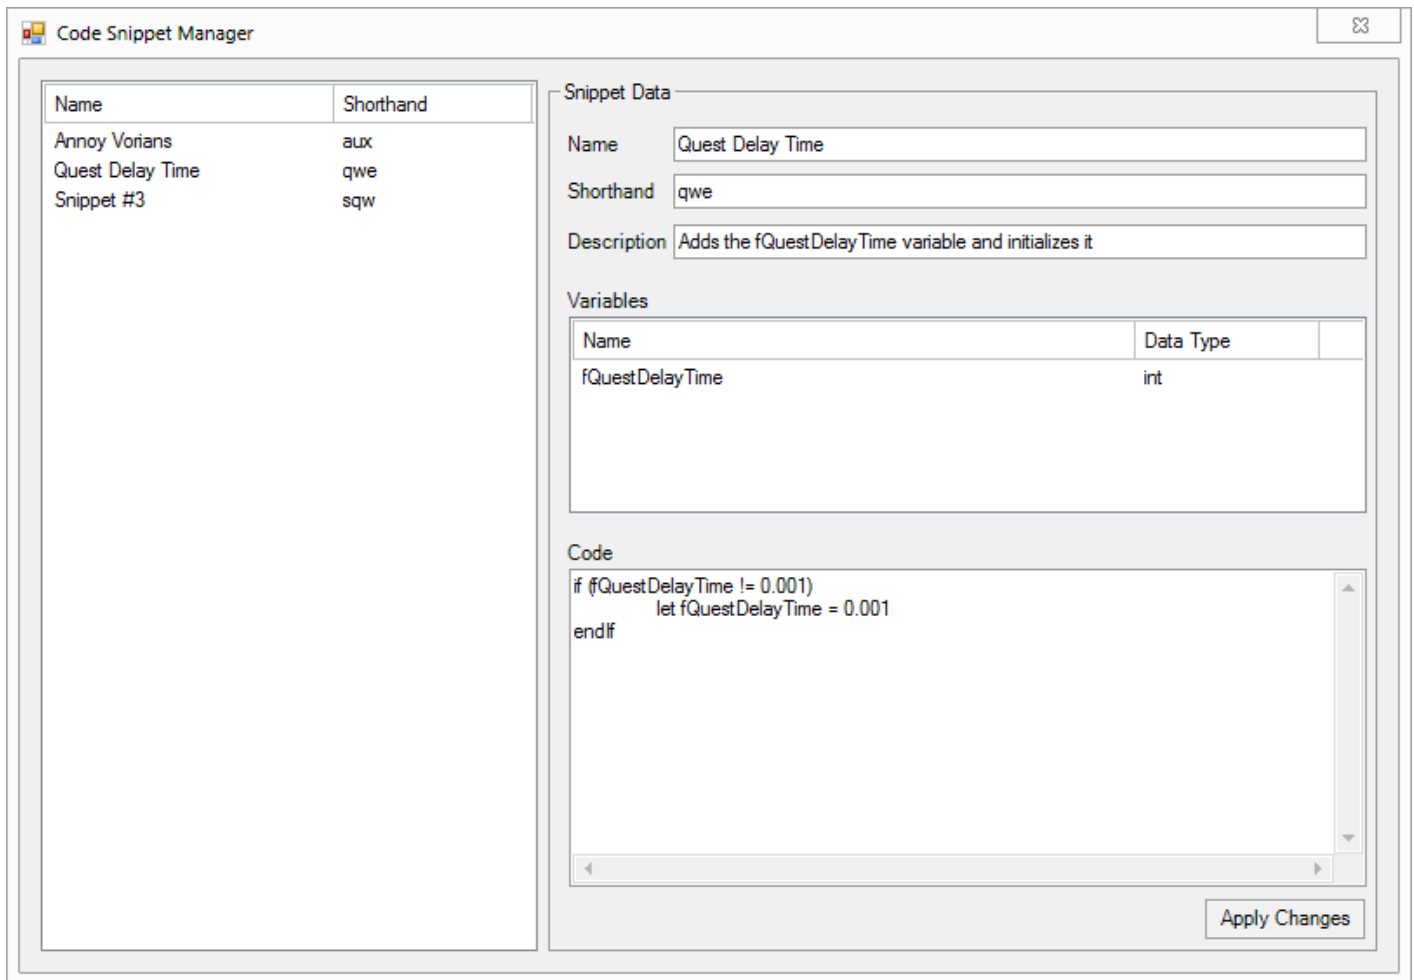 Code Snippet Manager
Name Shorthand
Annoy Vorians aux
Quest Delay Time qwe
Snippet #3 sqw
Snippet Data
Name Quest Delay Time
Shorthand qwe
Description Adds the fQuestDelayTime variable and initializes it
Variables
Name Data Type
fQuestDelayTime int
Code
if (fQuestDelayTime != 0.001)
let fQuestDelayTime = 0.001
endIf
Apply Changes